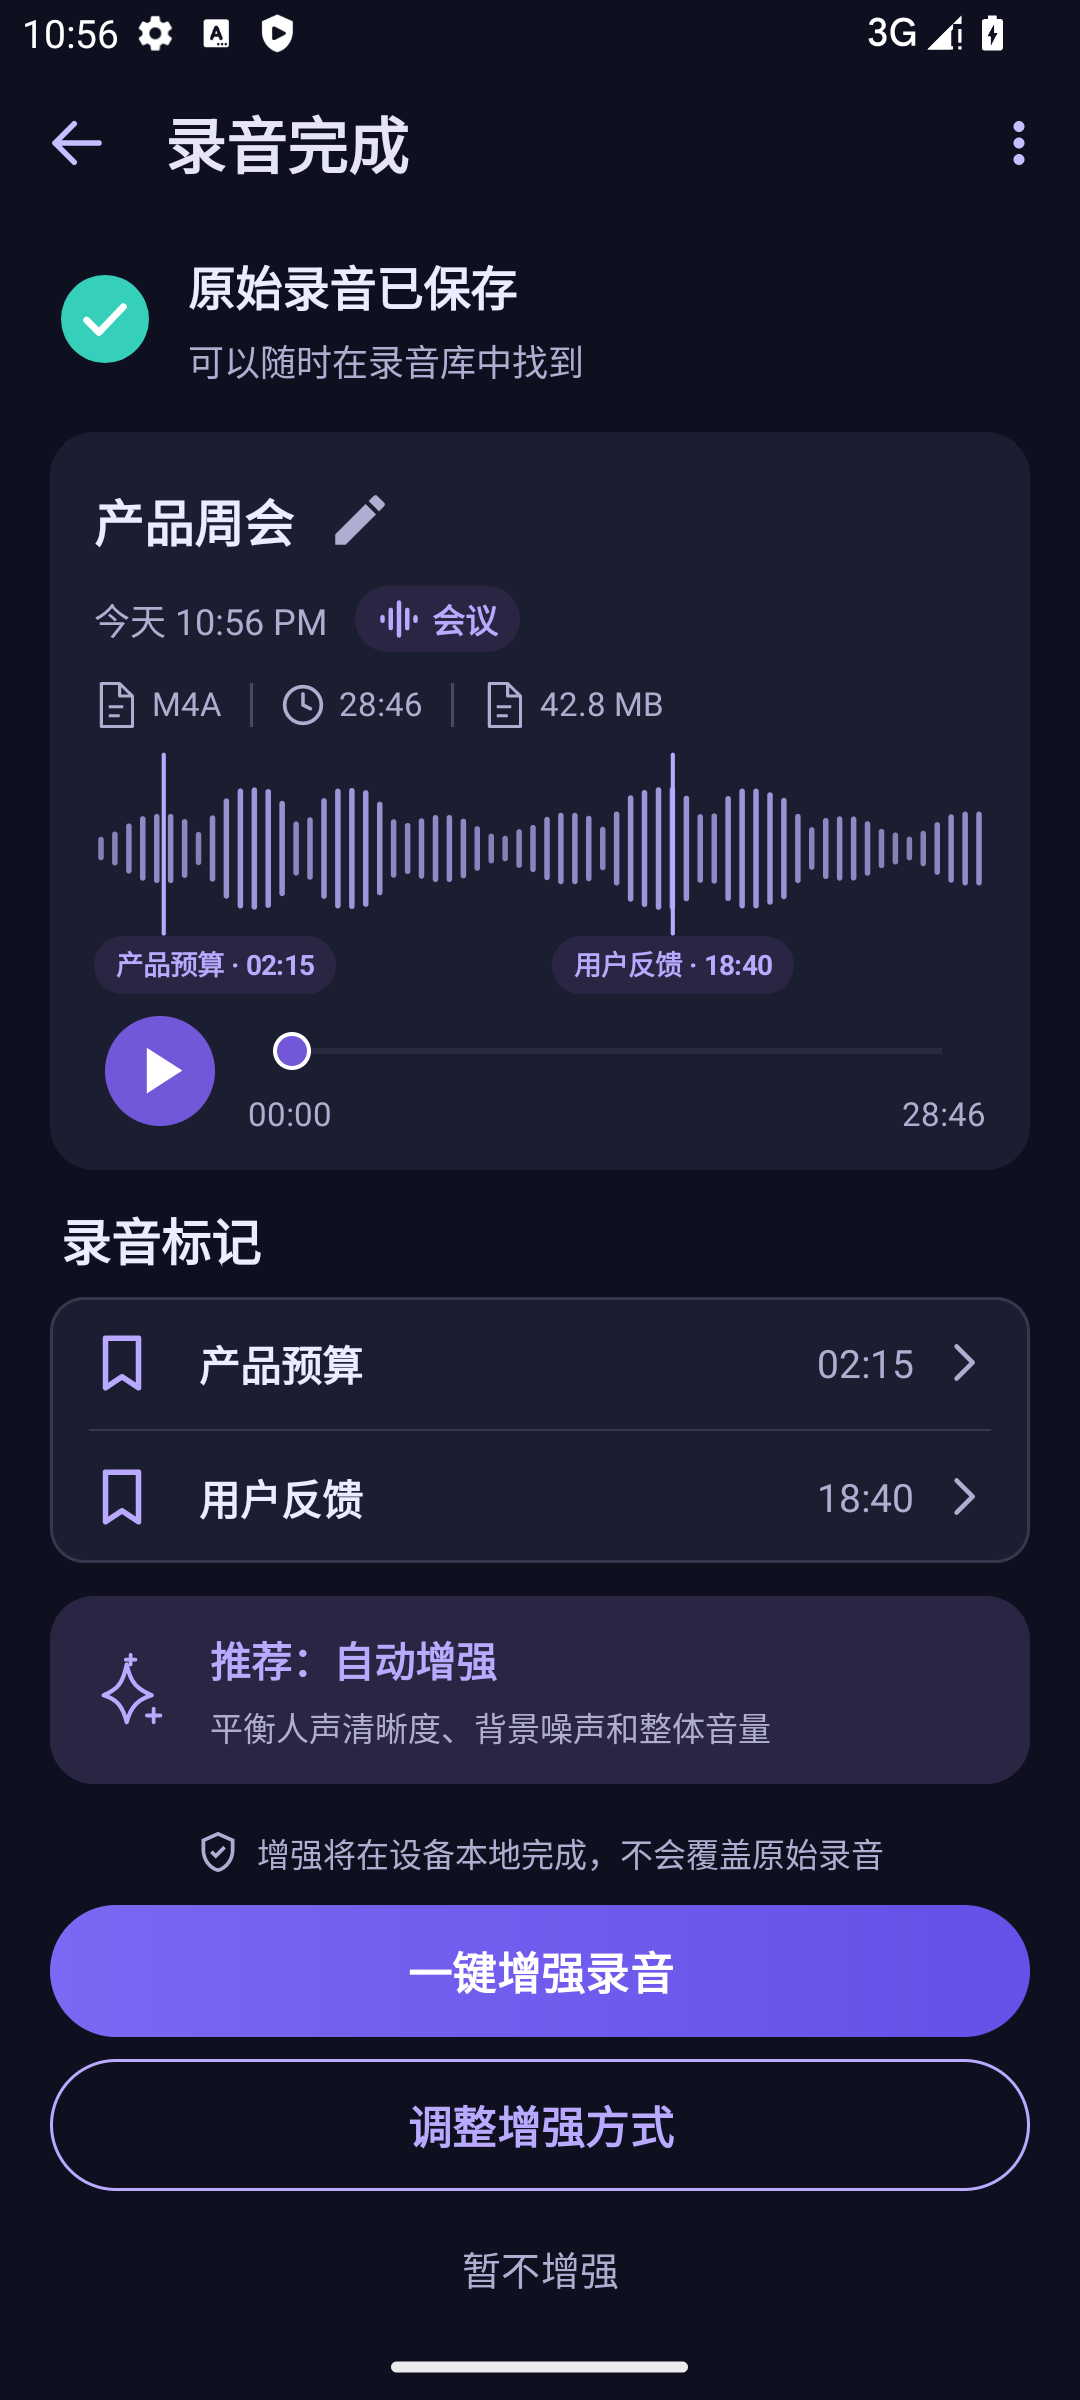 10:56
3G
录音完成
原始录音已保存
可以随时在录音库中找到
产品周会
今天 10:56 PM 会议
M4A 28:46 42.8 MB
产品预算 · 02:15 用户反馈 · 18:40
00:00 28:46
录音标记
产品预算 02:15
用户反馈 18:40
推荐：自动增强
平衡人声清晰度、背景噪声和整体音量
增强将在设备本地完成，不会覆盖原始录音
一键增强录音
调整增强方式
暂不增强